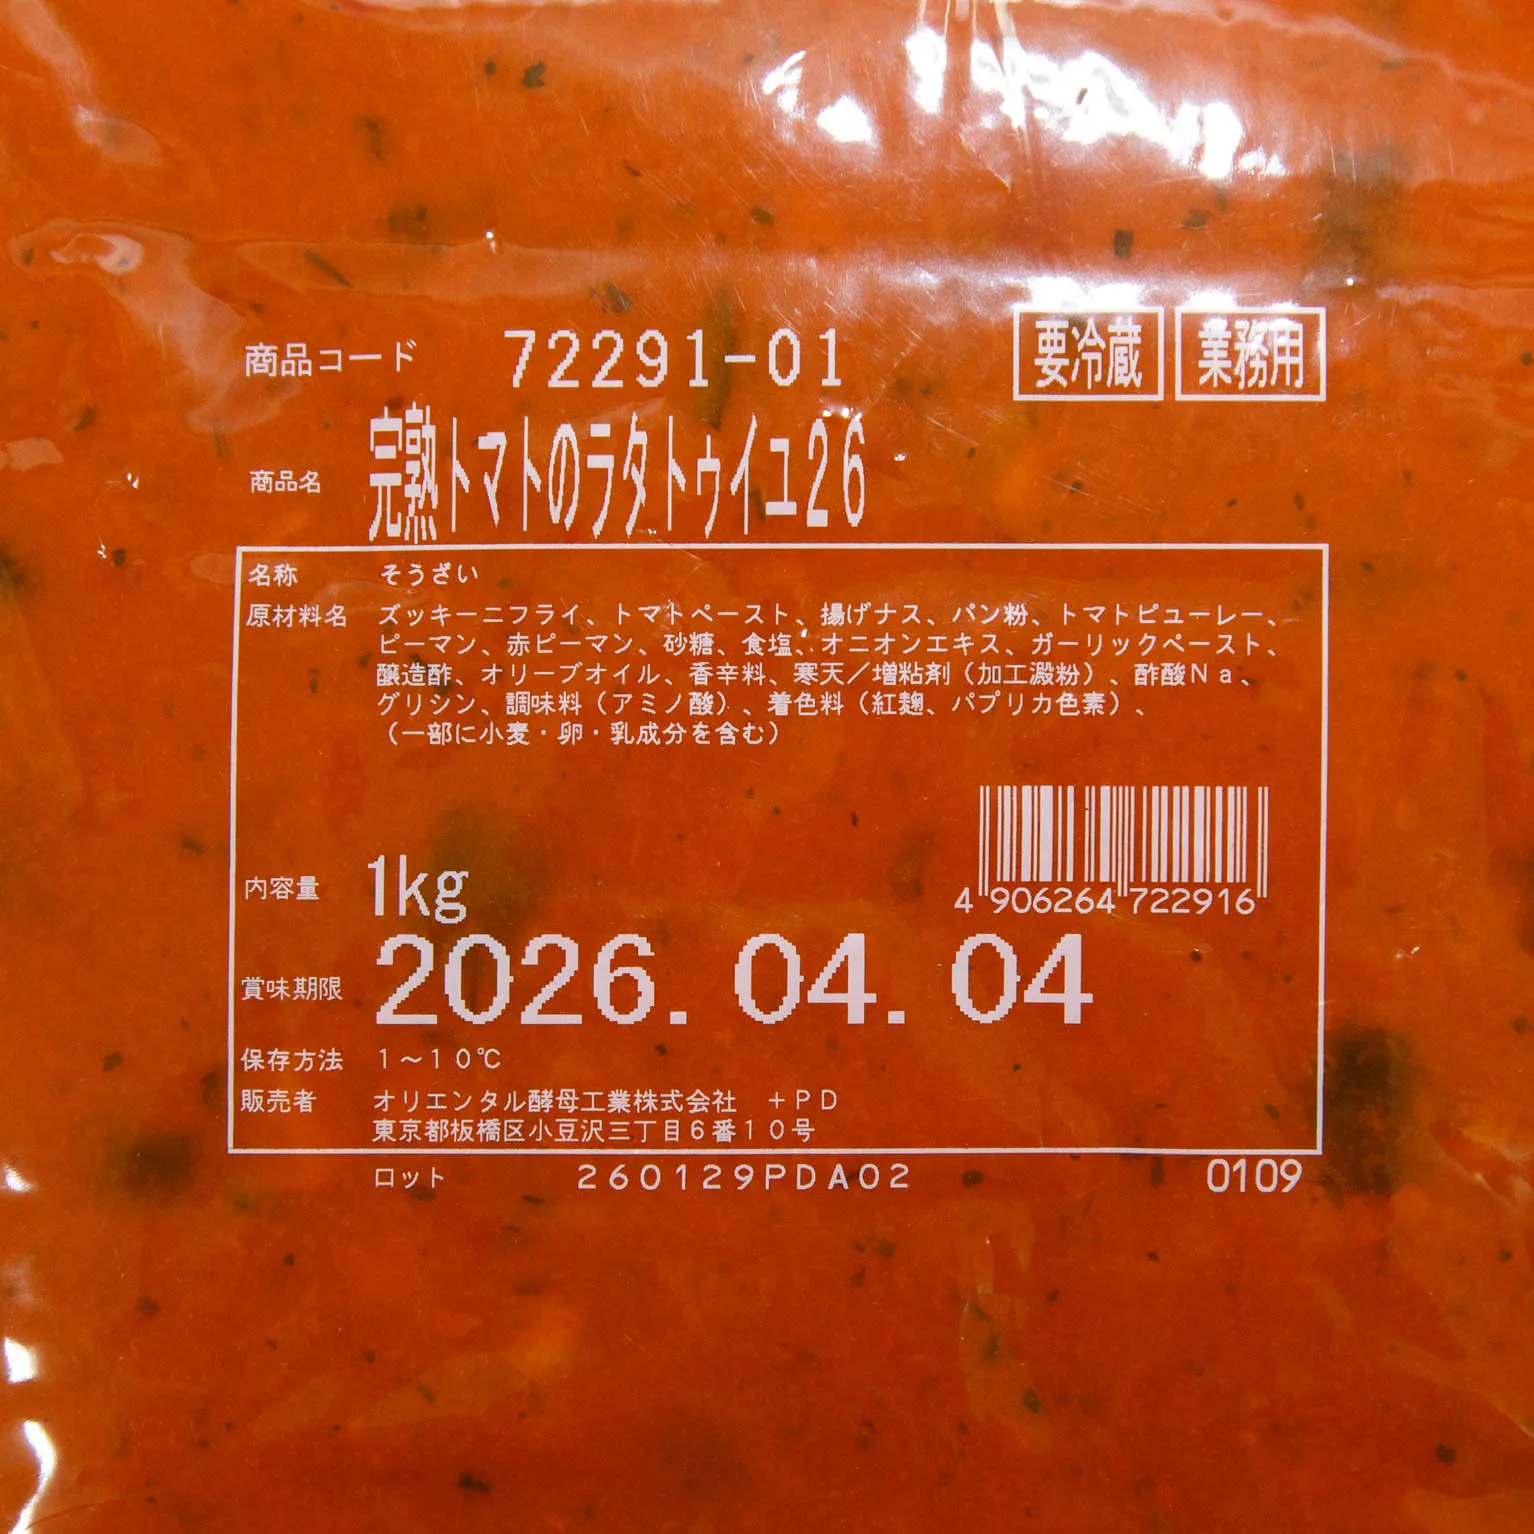 商品コード 72291-01 要冷蔵 業務用
商品名 完熟トマトのラタトゥイユ26
名称 そうざい
原材料名 ズッキーニフライ、トマトペースト、揚げナス、パン粉、トマトピューレー、
ピーマン、赤ピーマン、砂糖、食塩、オニオンエキス、ガーリックペースト、
醸造酢、オリーブオイル、香辛料、寒天／増粘剤（加工澱粉）、酢酸Ｎａ、
グリシン、調味料（アミノ酸）、着色料（紅麹、パプリカ色素）、
（一部に小麦・卵・乳成分を含む）
内容量 1kg
4 906264 722916
賞味期限 2026.04.04
保存方法 １～１０℃
販売者 オリエンタル酵母工業株式会社 ＋ＰＤ
東京都板橋区小豆沢三丁目６番１０号
ロット 260129PDA02 0109